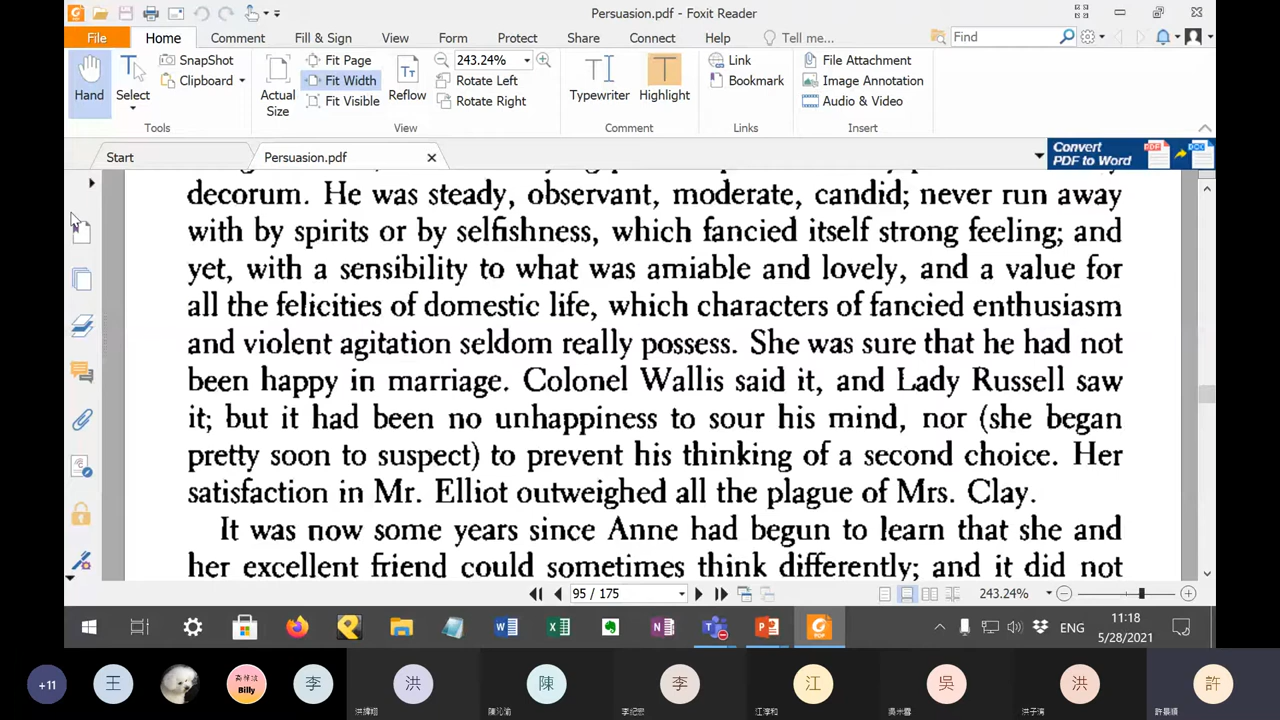 Persuasion.pdf - Foxit Reader
File Home Comment Fill & Sign View Form Protect Share Connect Help Tell me... Find
Hand
Select
SnapShot
Clipboard
Tools
Actual Size
Fit Page
Fit Width
Fit Visible
Reflow
243.24%
Rotate Left
Rotate Right
View
Typewriter
Highlight
Comment
Link
Bookmark
Links
File Attachment
Image Annotation
Audio & Video
Insert
Start
Persuasion.pdf
Convert
PDF to Word
decorum. He was steady, observant, moderate, candid; never run away
with by spirits or by selfishness, which fancied itself strong feeling; and
yet, with a sensibility to what was amiable and lovely, and a value for
all the felicities of domestic life, which characters of fancied enthusiasm
and violent agitation seldom really possess. She was sure that he had not
been happy in marriage. Colonel Wallis said it, and Lady Russell saw
it; but it had been no unhappiness to sour his mind, nor (she began
pretty soon to suspect) to prevent his thinking of a second choice. Her
satisfaction in Mr. Elliot outweighed all the plague of Mrs. Clay.
It was now some years since Anne had begun to learn that she and
her excellent friend could sometimes think differently; and it did not
95 / 175
243.24%
ENG
11:18
5/28/2021
+11
王
Billy
李
洪
陳
李
江
吳
洪
許